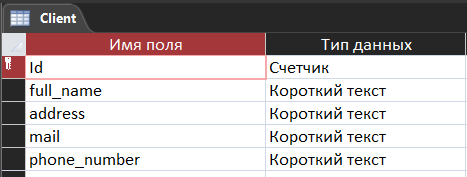 Client
Имя поля Тип данных
Id Счетчик
full_name Короткий текст
address Короткий текст
mail Короткий текст
phone_number Короткий текст